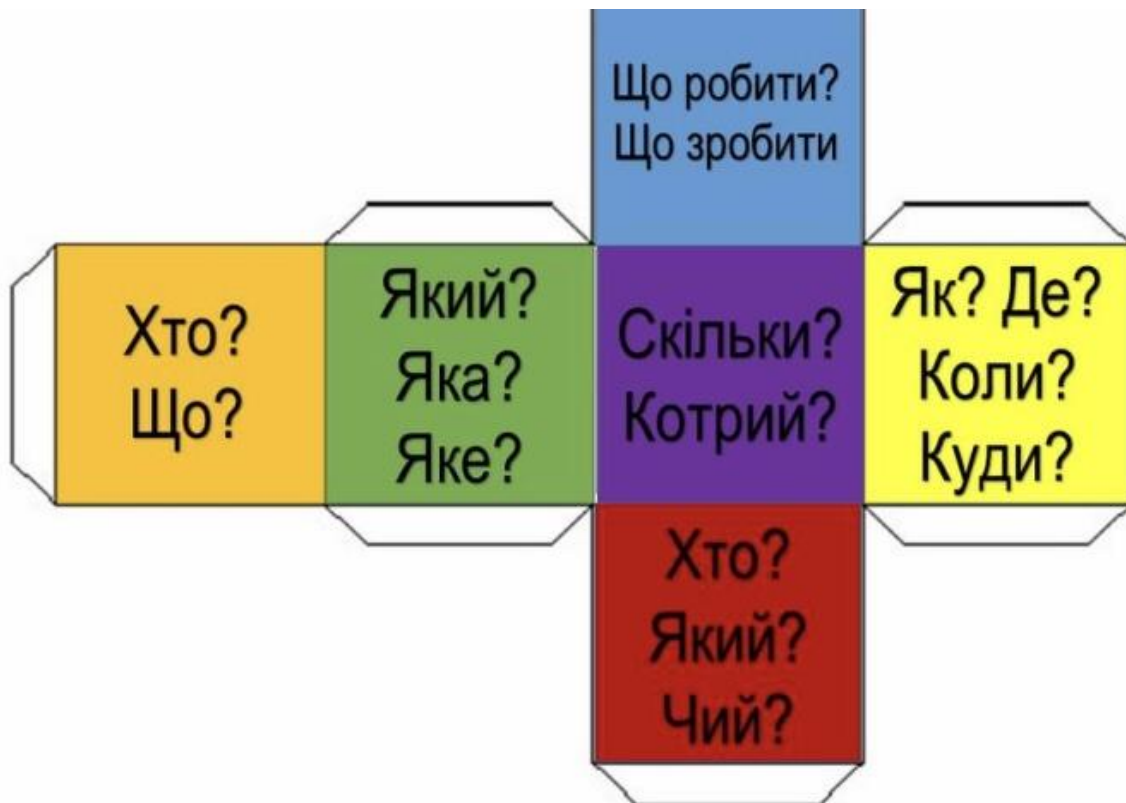 Що робити?
Що зробити
Хто?
Що?
Який?
Яка?
Яке?
Скільки?
Котрий?
Як? Де?
Коли?
Куди?
Хто?
Який?
Чий?